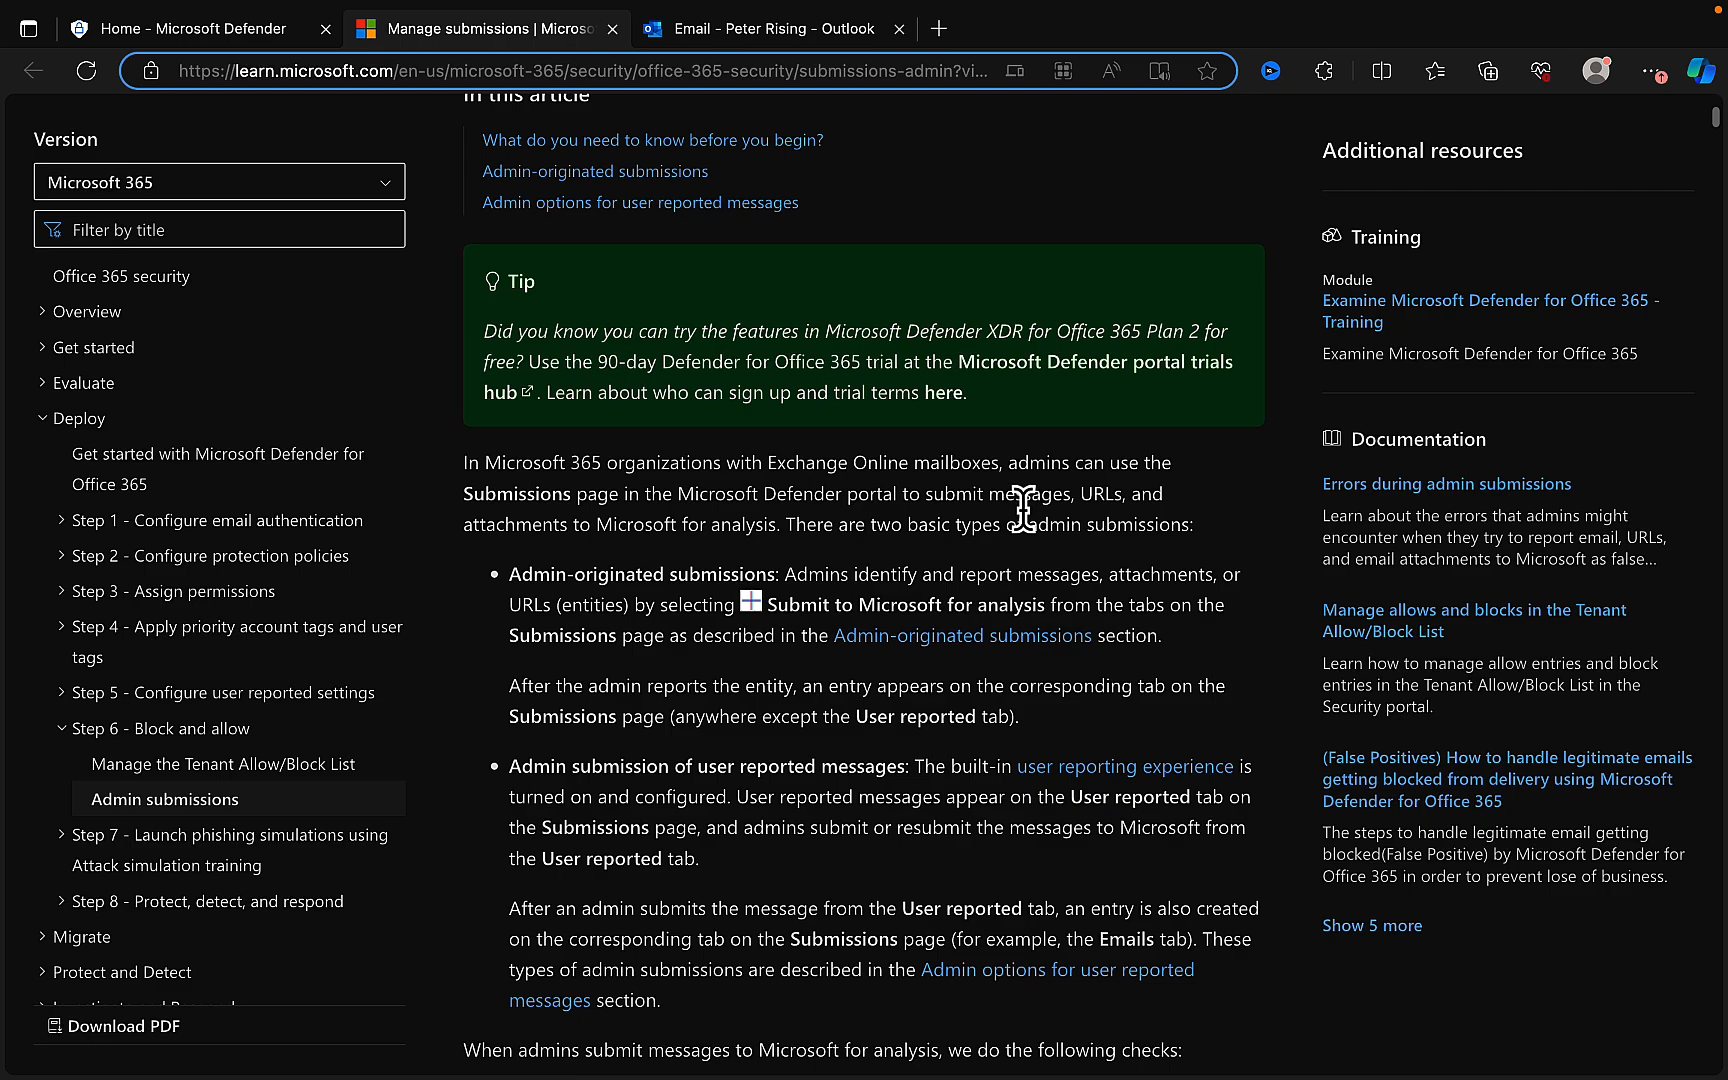 Home - Microsoft Defender
Manage submissions | Microso
Email - Peter Rising - Outlook
https://learn.microsoft.com/en-us/microsoft-365/security/office-365-security/submissions-admin?vi...
In this article
Version
Microsoft 365
Filter by title
Office 365 security
Overview
Get started
Evaluate
Deploy
Get started with Microsoft Defender for
Office 365
Step 1 - Configure email authentication
Step 2 - Configure protection policies
Step 3 - Assign permissions
Step 4 - Apply priority account tags and user
tags
Step 5 - Configure user reported settings
Step 6 - Block and allow
Manage the Tenant Allow/Block List
Admin submissions
Step 7 - Launch phishing simulations using
Attack simulation training
Step 8 - Protect, detect, and respond
Migrate
Protect and Detect
Download PDF
What do you need to know before you begin?
Admin-originated submissions
Admin options for user reported messages
Tip
Did you know you can try the features in Microsoft Defender XDR for Office 365 Plan 2 for
free? Use the 90-day Defender for Office 365 trial at the Microsoft Defender portal trials
hub. Learn about who can sign up and trial terms here.
In Microsoft 365 organizations with Exchange Online mailboxes, admins can use the
Submissions page in the Microsoft Defender portal to submit messages, URLs, and
attachments to Microsoft for analysis. There are two basic types of admin submissions:
• Admin-originated submissions: Admins identify and report messages, attachments, or
URLs (entities) by selecting Submit to Microsoft for analysis from the tabs on the
Submissions page as described in the Admin-originated submissions section.
After the admin reports the entity, an entry appears on the corresponding tab on the
Submissions page (anywhere except the User reported tab).
• Admin submission of user reported messages: The built-in user reporting experience is
turned on and configured. User reported messages appear on the User reported tab on
the Submissions page, and admins submit or resubmit the messages to Microsoft from
the User reported tab.
After an admin submits the message from the User reported tab, an entry is also created
on the corresponding tab on the Submissions page (for example, the Emails tab). These
types of admin submissions are described in the Admin options for user reported
messages section.
When admins submit messages to Microsoft for analysis, we do the following checks:
Additional resources
Training
Module
Examine Microsoft Defender for Office 365 -
Training
Examine Microsoft Defender for Office 365
Documentation
Errors during admin submissions
Learn about the errors that admins might
encounter when they try to report email, URLs,
and email attachments to Microsoft as false...
Manage allows and blocks in the Tenant
Allow/Block List
Learn how to manage allow entries and block
entries in the Tenant Allow/Block List in the
Security portal.
(False Positives) How to handle legitimate emails
getting blocked from delivery using Microsoft
Defender for Office 365
The steps to handle legitimate email getting
blocked(False Positive) by Microsoft Defender for
Office 365 in order to prevent lose of business.
Show 5 more